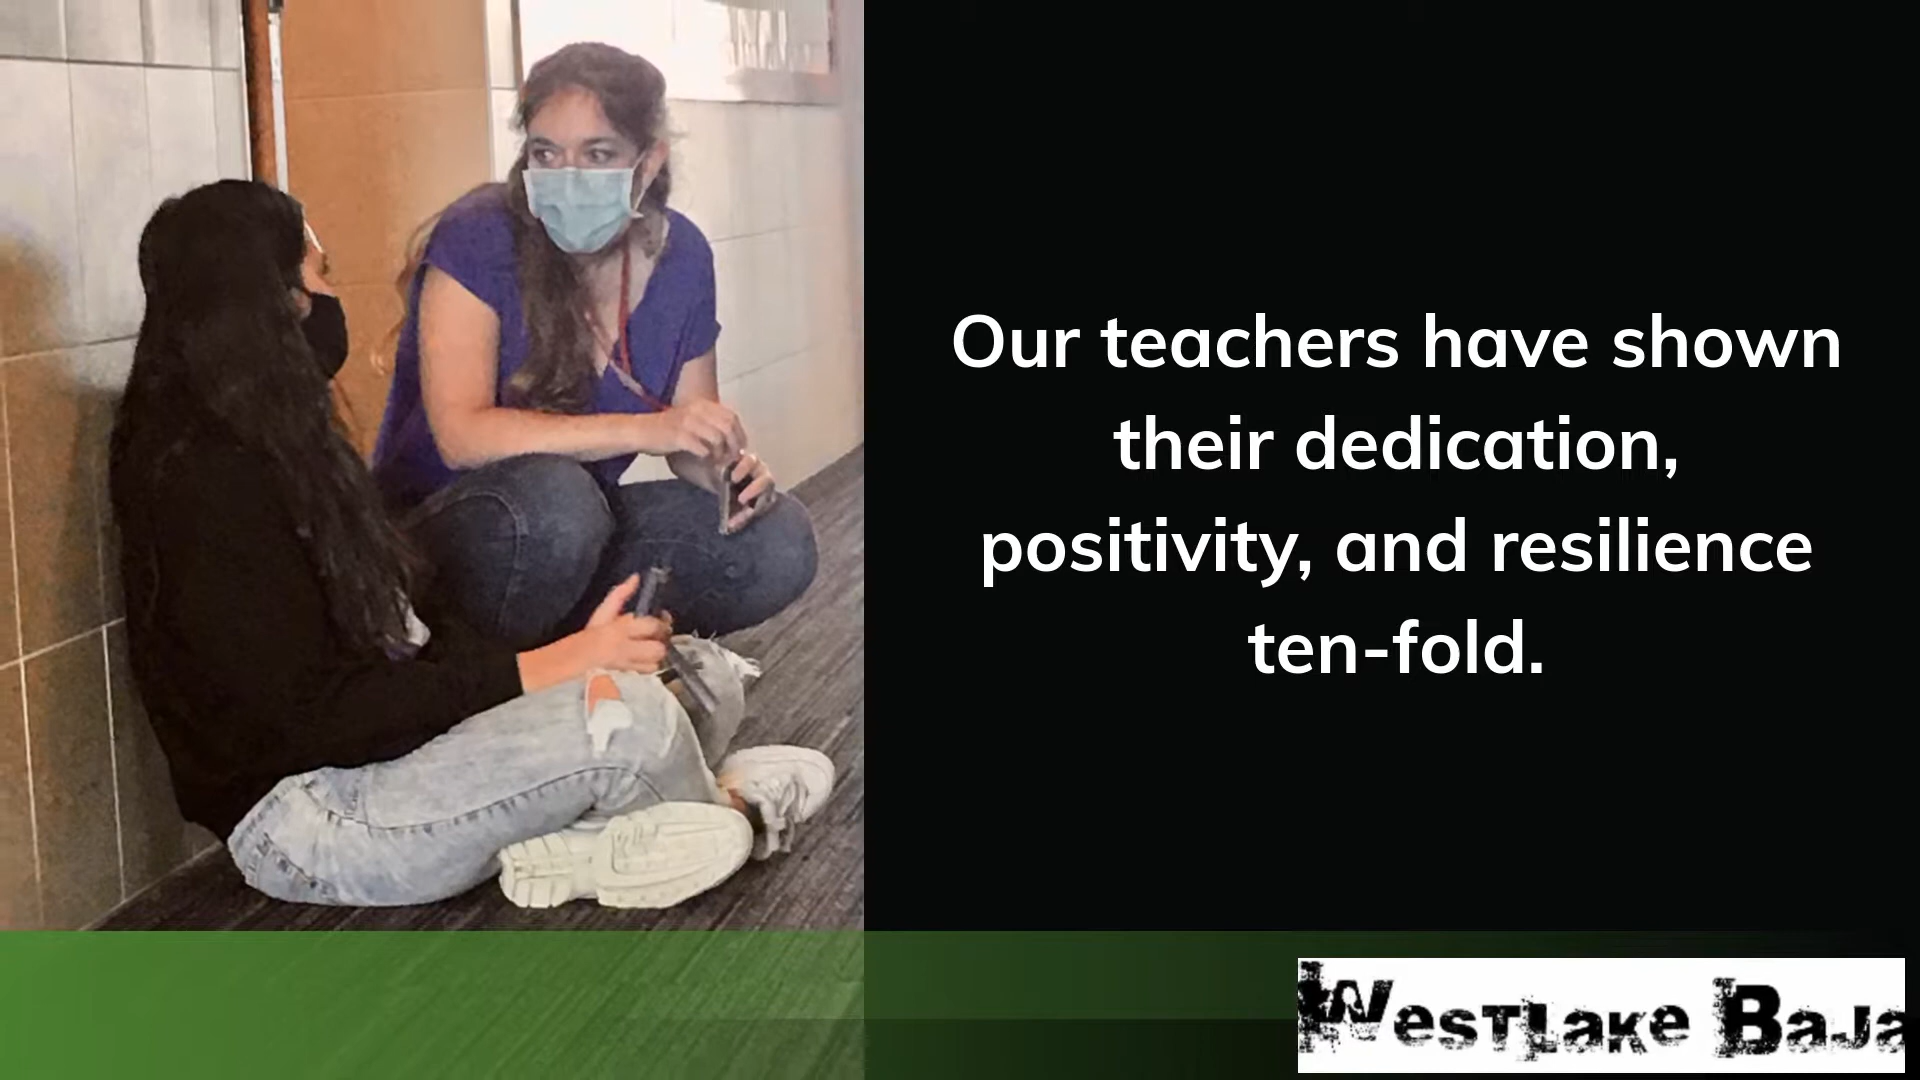 Our teachers have shown
their dedication,
positivity, and resilience
ten-fold.
Westlake Baja